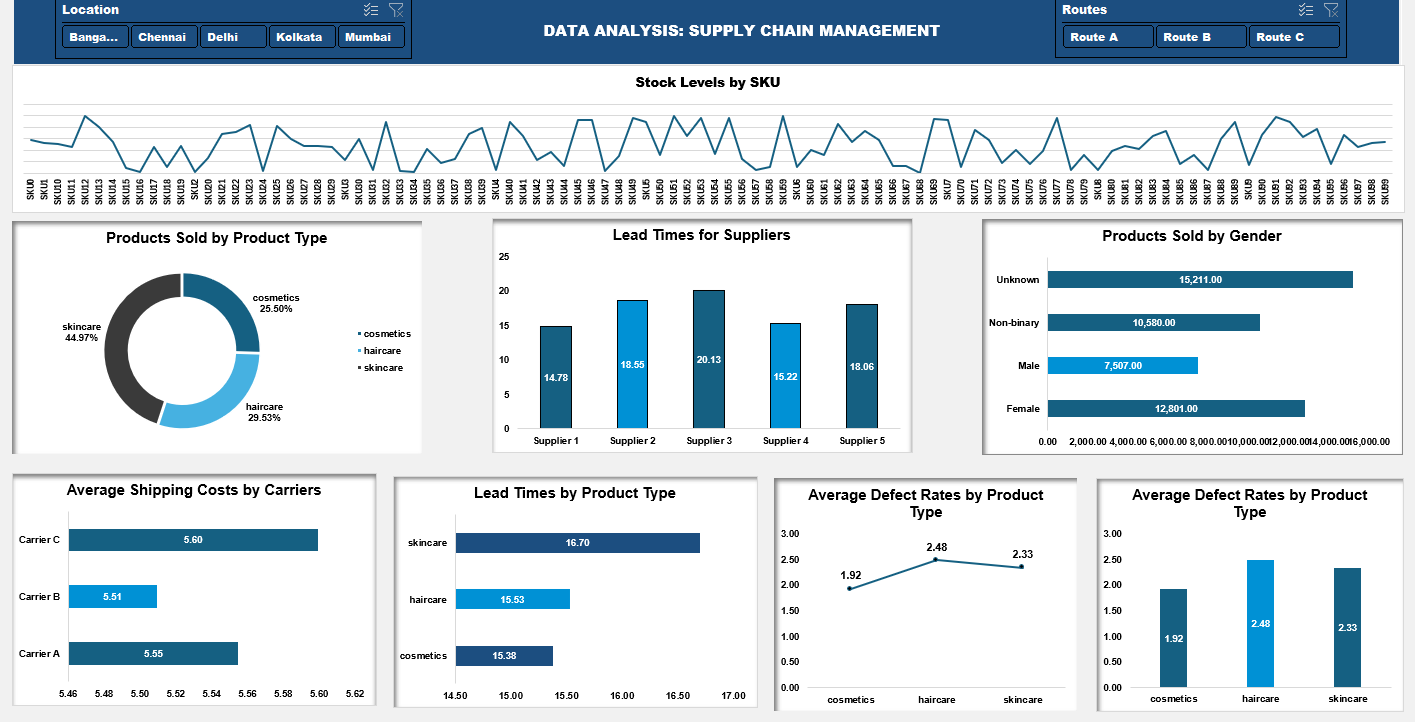 Location
Banga...
Chennai
Delhi
Kolkata
Mumbai
DATA ANALYSIS: SUPPLY CHAIN MANAGEMENT
Routes
Route A
Route B
Route C
Stock Levels by SKU
SKU0
SKU1
SKU10
SKU11
SKU12
SKU13
SKU14
SKU15
SKU16
SKU17
SKU18
SKU19
SKU2
SKU20
SKU21
SKU22
SKU23
SKU24
SKU25
SKU26
SKU27
SKU28
SKU29
SKU3
SKU30
SKU31
SKU32
SKU33
SKU34
SKU35
SKU36
SKU37
SKU38
SKU39
SKU4
SKU40
SKU41
SKU42
SKU43
SKU44
SKU45
SKU46
SKU47
SKU48
SKU49
SKU5
SKU50
SKU51
SKU52
SKU53
SKU54
SKU55
SKU56
SKU57
SKU58
SKU59
SKU6
SKU60
SKU61
SKU62
SKU63
SKU64
SKU65
SKU66
SKU67
SKU68
SKU69
SKU7
SKU70
SKU71
SKU72
SKU73
SKU74
SKU75
SKU76
SKU77
SKU78
SKU79
SKU8
SKU80
SKU81
SKU82
SKU83
SKU84
SKU85
SKU86
SKU87
SKU88
SKU89
SKU9
SKU90
SKU91
SKU92
SKU93
SKU94
SKU95
SKU96
SKU97
SKU98
SKU99
Products Sold by Product Type
cosmetics
25.50%
skincare
44.97%
haircare
29.53%
cosmetics
haircare
skincare
Lead Times for Suppliers
25
20
15
10
5
0
14.78
18.55
20.13
15.22
18.06
Supplier 1
Supplier 2
Supplier 3
Supplier 4
Supplier 5
Products Sold by Gender
Unknown
15,211.00
Non-binary
10,580.00
Male
7,507.00
Female
12,801.00
0.00 2,000.00 4,000.00 6,000.00 8,000.00 10,000.00 12,000.00 14,000.00 16,000.00
Average Shipping Costs by Carriers
Carrier C
5.60
Carrier B
5.51
Carrier A
5.55
5.46 5.48 5.50 5.52 5.54 5.56 5.58 5.60 5.62
Lead Times by Product Type
skincare
16.70
haircare
15.53
cosmetics
15.38
14.50 15.00 15.50 16.00 16.50 17.00
Average Defect Rates by Product
Type
3.00
2.50
2.00
1.50
1.00
0.50
0.00
1.92
2.48
2.33
cosmetics
haircare
skincare
Average Defect Rates by Product
Type
3.00
2.50
2.00
1.50
1.00
0.50
0.00
1.92
2.48
2.33
cosmetics
haircare
skincare